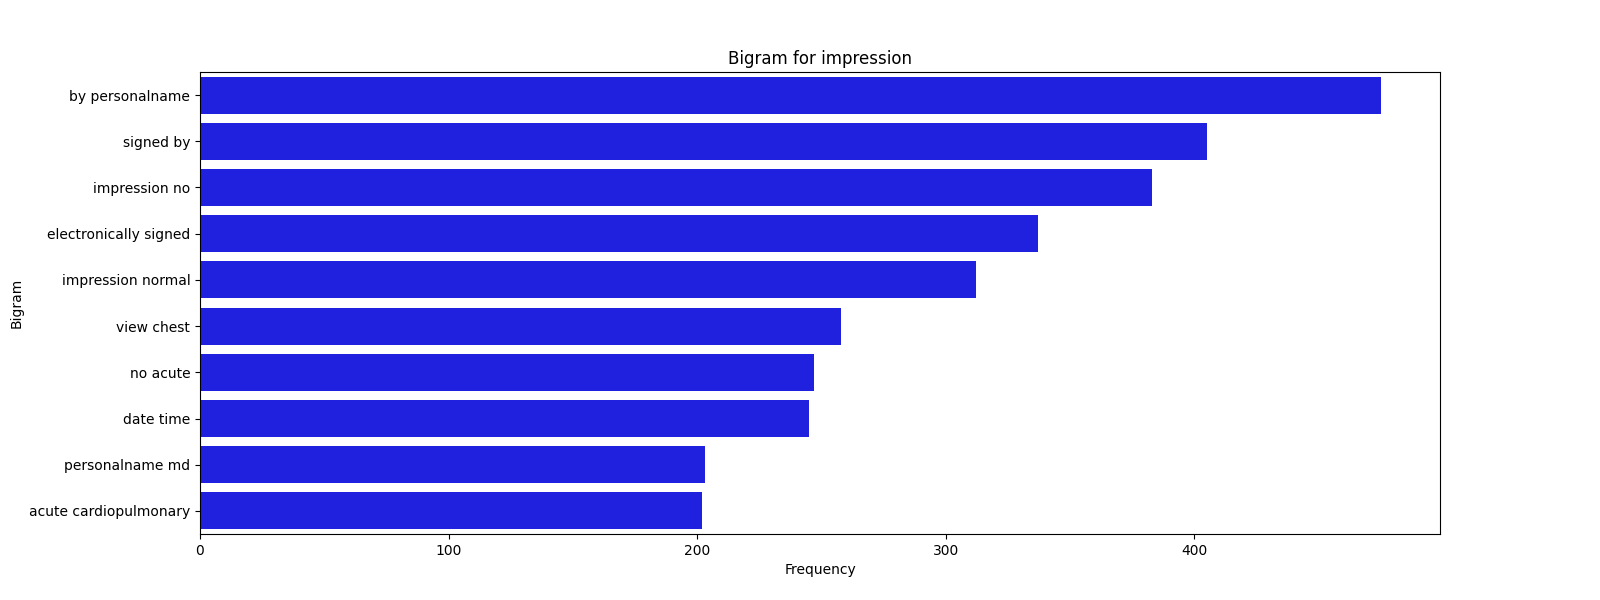 Bigram for impression
by personalname
signed by
impression no
electronically signed
impression normal
view chest
no acute
date time
personalname md
acute cardiopulmonary
Bigram
0 100 200 300 400
Frequency